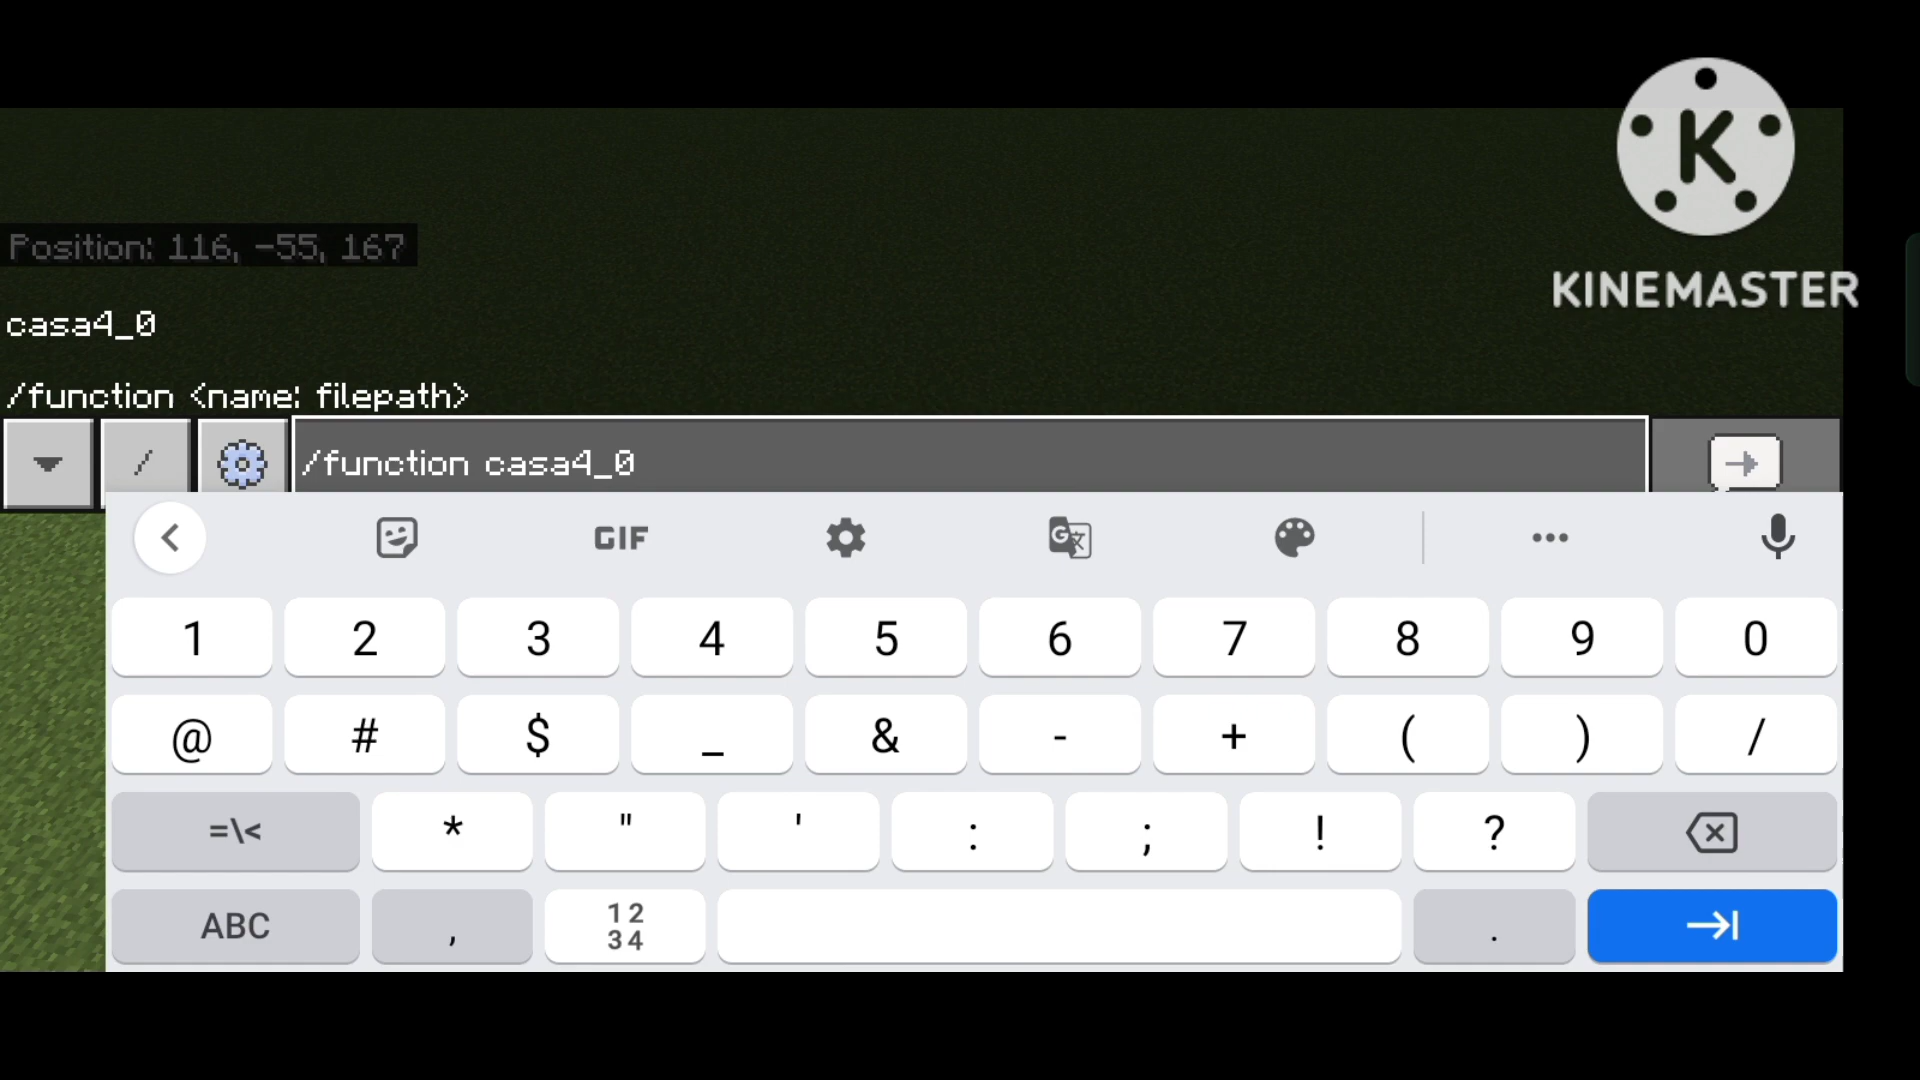 K
KINEMASTER
Position: 116, -55, 167
casa4_0
/function <name: filepath>
/
/function casa4_0
GIF
G
1 2 3 4 5 6 7 8 9 0
@ # $ _ & - + ( ) /
=\< * " ' : ; ! ?
ABC , 12 .
34